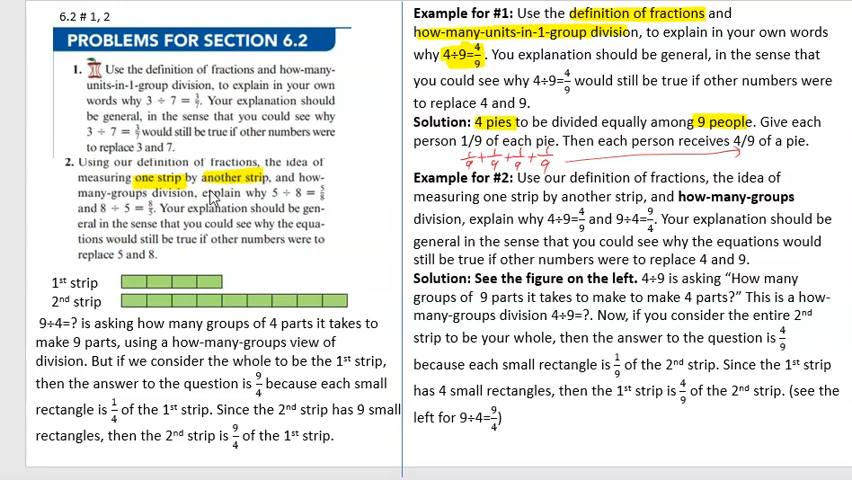 6.2 # 1, 2
PROBLEMS FOR SECTION 6.2
1. Use the definition of fractions and how-many-
units-in-1-group division, to explain in your own
words why 3 ÷ 7 = 3/7. Your explanation should
be general, in the sense that you could see why
3 ÷ 7 = 3/7 would still be true if other numbers were
to replace 3 and 7.
2. Using our definition of fractions, the idea of
measuring one strip by another strip, and how-
many-groups division, explain why 5 ÷ 8 = 5/8
and 8 ÷ 5 = 8/5. Your explanation should be gen-
eral in the sense that you could see why the equa-
tions would still be true if other numbers were to
replace 5 and 8.
1st strip
2nd strip
9÷4=? is asking how many groups of 4 parts it takes to
make 9 parts, using a how-many-groups view of
division. But if we consider the whole to be the 1st strip,
then the answer to the question is 9/4 because each small
rectangle is 1/4 of the 1st strip. Since the 2nd strip has 9 small
rectangles, then the 2nd strip is 9/4 of the 1st strip.
Example for #1: Use the definition of fractions and
how-many-units-in-1-group division, to explain in your own words
why 4÷9=4/9. You explanation should be general, in the sense that
you could see why 4÷9=4/9 would still be true if other numbers were
to replace 4 and 9.
Solution: 4 pies to be divided equally among 9 people. Give each
person 1/9 of each pie. Then each person receives 4/9 of a pie.
1/9 + 1/9 + 1/9 + 1/9
Example for #2: Use our definition of fractions, the idea of
measuring one strip by another strip, and how-many-groups
division, explain why 4÷9=4/9 and 9÷4=9/4. Your explanation should be
general in the sense that you could see why the equations would
still be true if other numbers were to replace 4 and 9.
Solution: See the figure on the left. 4÷9 is asking “How many
groups of 9 parts it takes to make to make 4 parts?” This is a how-
many-groups division 4÷9=?. Now, if you consider the entire 2nd
strip to be your whole, then the answer to the question is 4/9
because each small rectangle is 1/9 of the 2nd strip. Since the 1st strip
has 4 small rectangles, then the 1st strip is 4/9 of the 2nd strip. (see the
left for 9÷4=9/4)